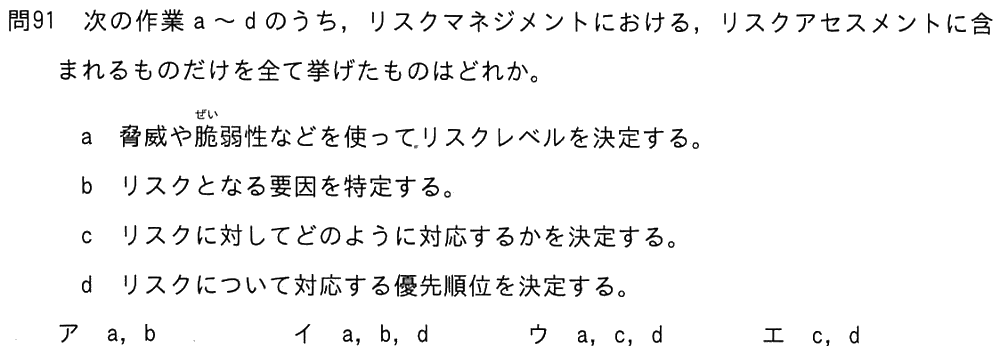 問91 次の作業 a ～ d のうち，リスクマネジメントにおける，リスクアセスメントに含
まれるものだけを全て挙げたものはどれか。
ぜい
a 脅威や脆弱性などを使ってリスクレベルを決定する。
b リスクとなる要因を特定する。
c リスクに対してどのように対応するかを決定する。
d リスクについて対応する優先順位を決定する。
ア a，b イ a，b，d ウ a，c，d エ c，d